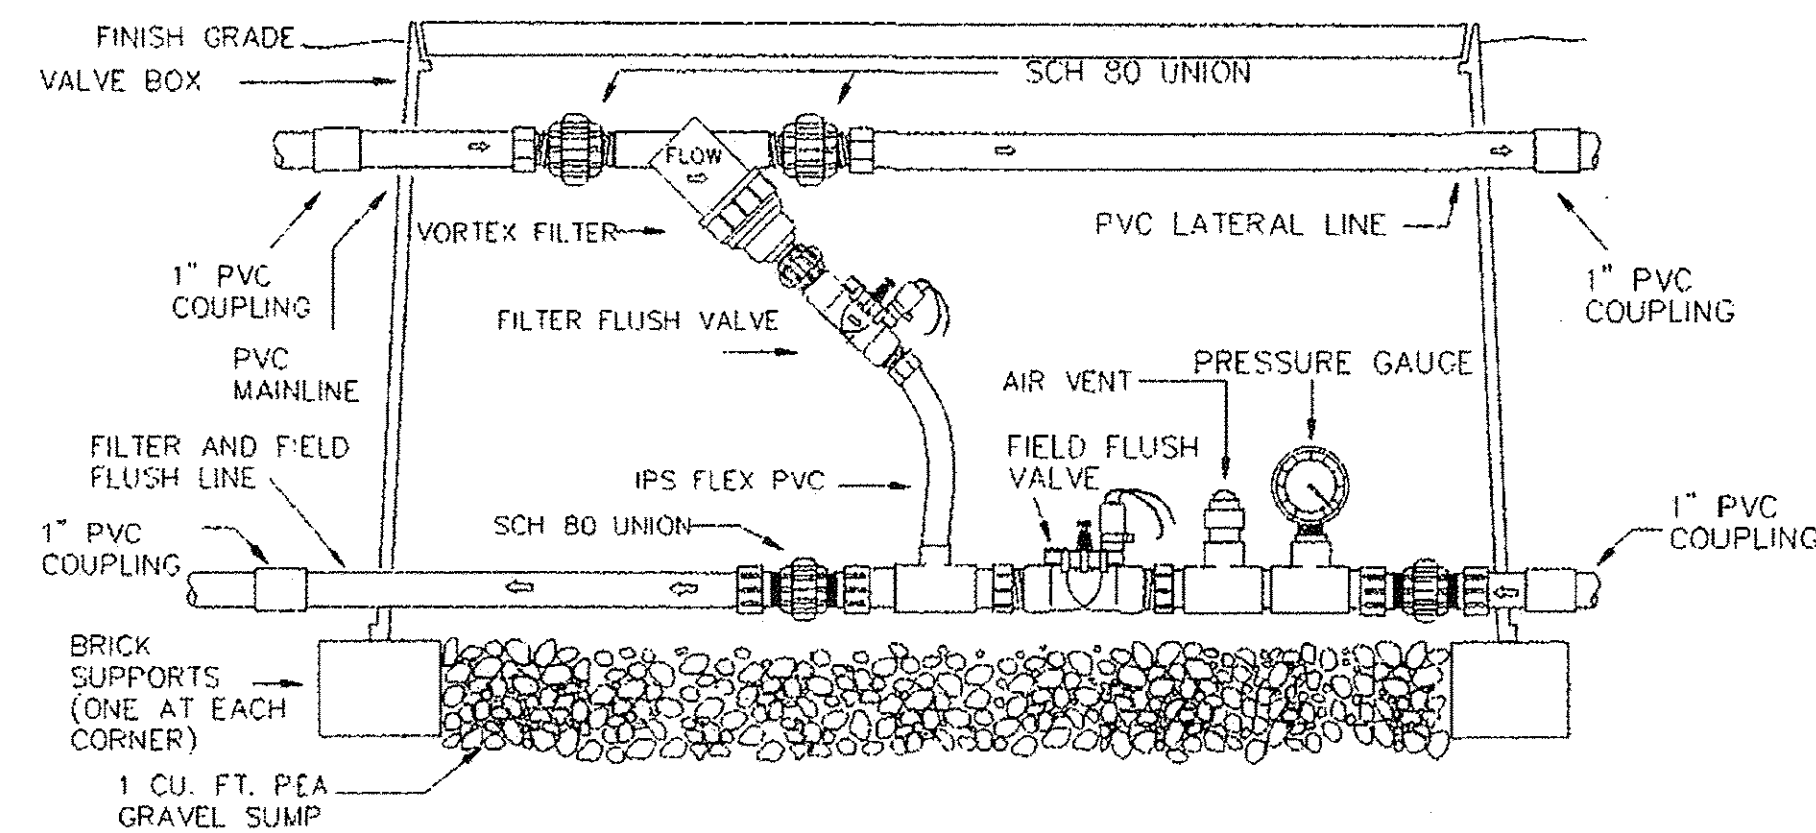 FINISH GRADE
VALVE BOX
SCH 80 UNION
FLOW
VORTEX FILTER
PVC LATERAL LINE
1" PVC
COUPLING
1" PVC
COUPLING
FILTER FLUSH VALVE
PVC
MAINLINE
PRESSURE GAUGE
AIR VENT
FILTER AND FIELD
FLUSH LINE
FIELD FLUSH
VALVE
IPS FLEX PVC
SCH 80 UNION
1" PVC
COUPLING
1" PVC
COUPLING
BRICK
SUPPORTS
(ONE AT EACH
CORNER)
1 CU. FT. PEA
GRAVEL SUMP